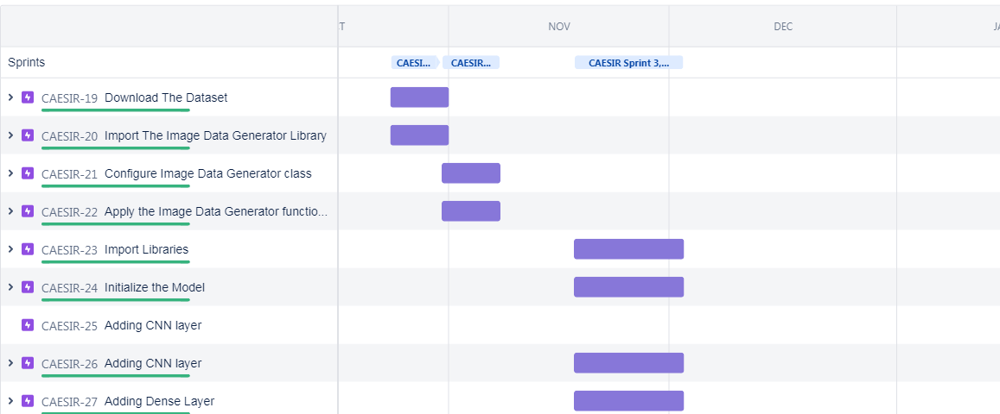 T NOV DEC JA
Sprints CAESI... CAESIR... CAESIR Sprint 3,...
CAESIR-19 Download The Dataset
CAESIR-20 Import The Image Data Generator Library
CAESIR-21 Configure Image Data Generator class
CAESIR-22 Apply the Image Data Generator functio...
CAESIR-23 Import Libraries
CAESIR-24 Initialize the Model
CAESIR-25 Adding CNN layer
CAESIR-26 Adding CNN layer
CAESIR-27 Adding Dense Layer